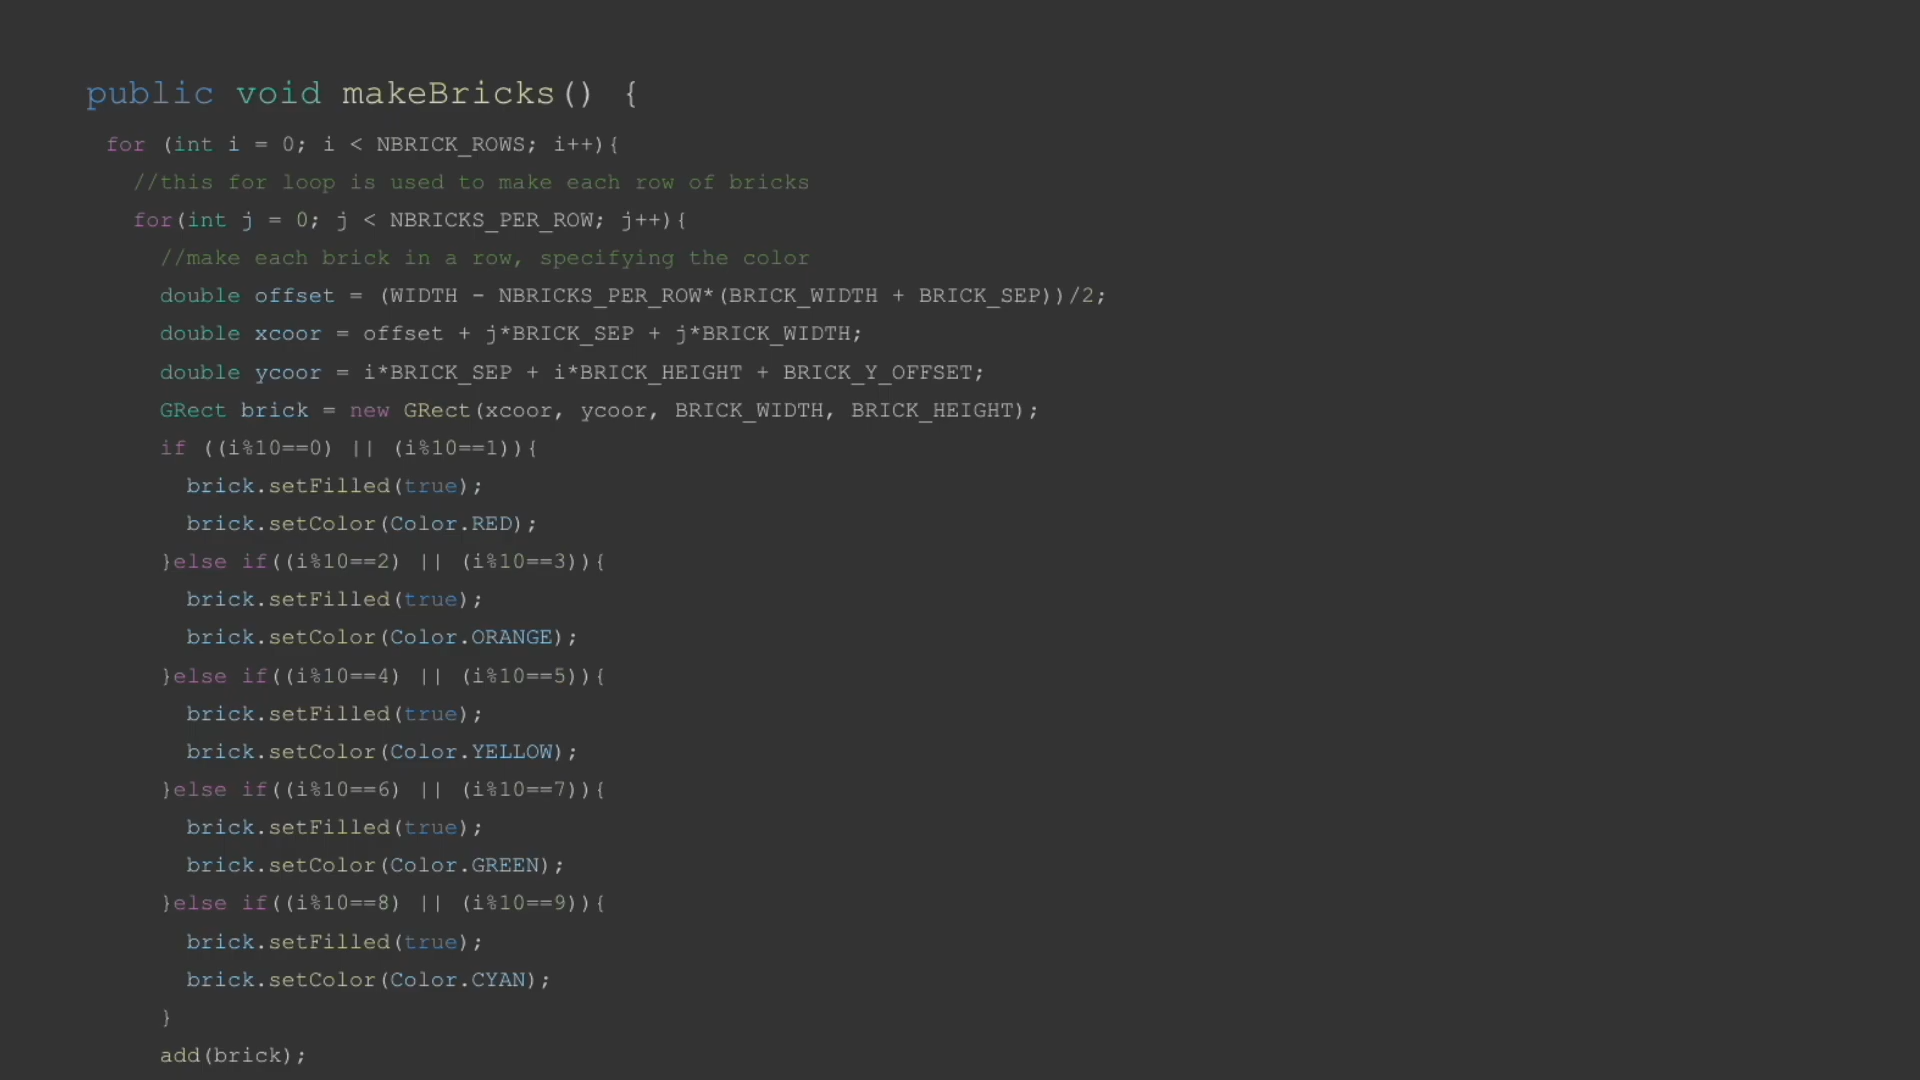 public void makeBricks() {
for (int i = 0; i < NBRICK_ROWS; i++){
//this for loop is used to make each row of bricks
for(int j = 0; j < NBRICKS_PER_ROW; j++){
//make each brick in a row, specifying the color
double offset = (WIDTH - NBRICKS_PER_ROW*(BRICK_WIDTH + BRICK_SEP))/2;
double xcoor = offset + j*BRICK_SEP + j*BRICK_WIDTH;
double ycoor = i*BRICK_SEP + i*BRICK_HEIGHT + BRICK_Y_OFFSET;
GRect brick = new GRect(xcoor, ycoor, BRICK_WIDTH, BRICK_HEIGHT);
if ((i%10==0) || (i%10==1)){
brick.setFilled(true);
brick.setColor(Color.RED);
}else if((i%10==2) || (i%10==3)){
brick.setFilled(true);
brick.setColor(Color.ORANGE);
}else if((i%10==4) || (i%10==5)){
brick.setFilled(true);
brick.setColor(Color.YELLOW);
}else if((i%10==6) || (i%10==7)){
brick.setFilled(true);
brick.setColor(Color.GREEN);
}else if((i%10==8) || (i%10==9)){
brick.setFilled(true);
brick.setColor(Color.CYAN);
}
add(brick);